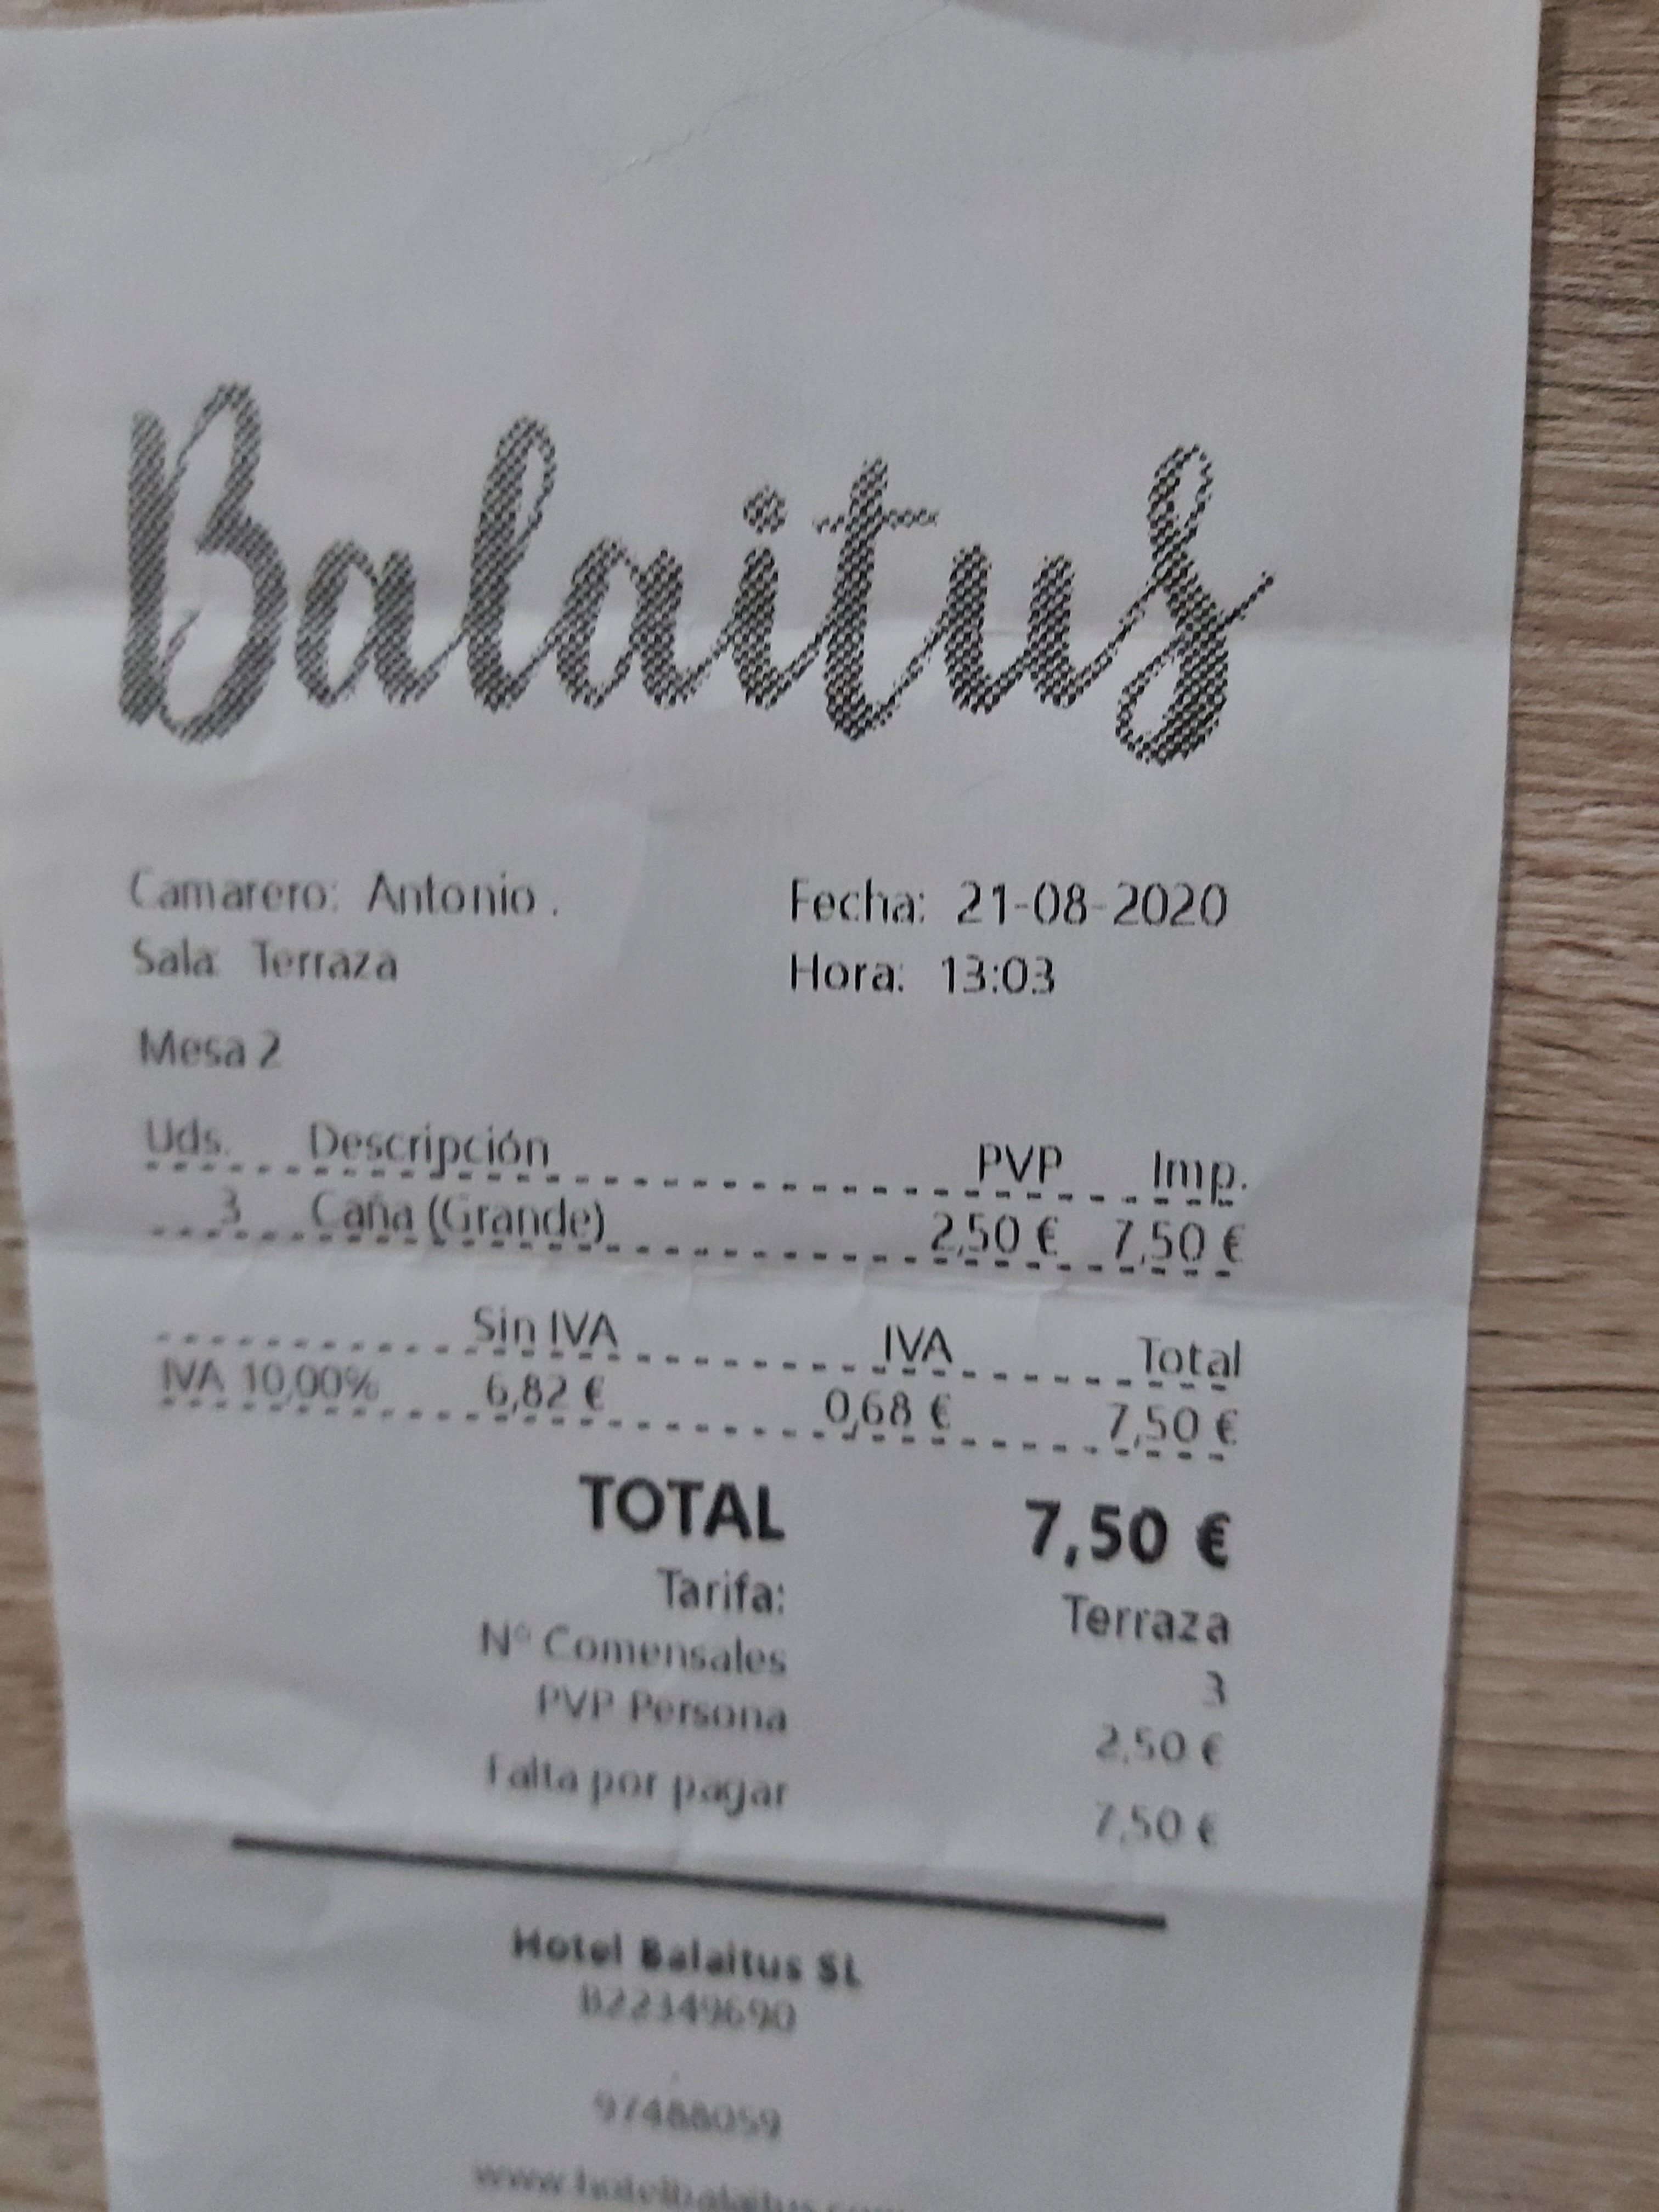 Balaitus
Camarero: Antonio . Fecha: 21-08-2020
Sala: Terraza Hora: 13:03
Mesa 2
Uds. Descripción PVP Imp.
3 Caña (Grande) 2,50 € 7,50 €
Sin IVA IVA Total
IVA 10,00% 6,82 € 0,68 € 7,50 €
TOTAL 7,50 €
Tarifa: Terraza
Nº Comensales 3
PVP Persona 2,50 €
Falta por pagar 7,50 €
Hotel Balaitus SL
B22349690
97488059
www.hotelbalaitus.com